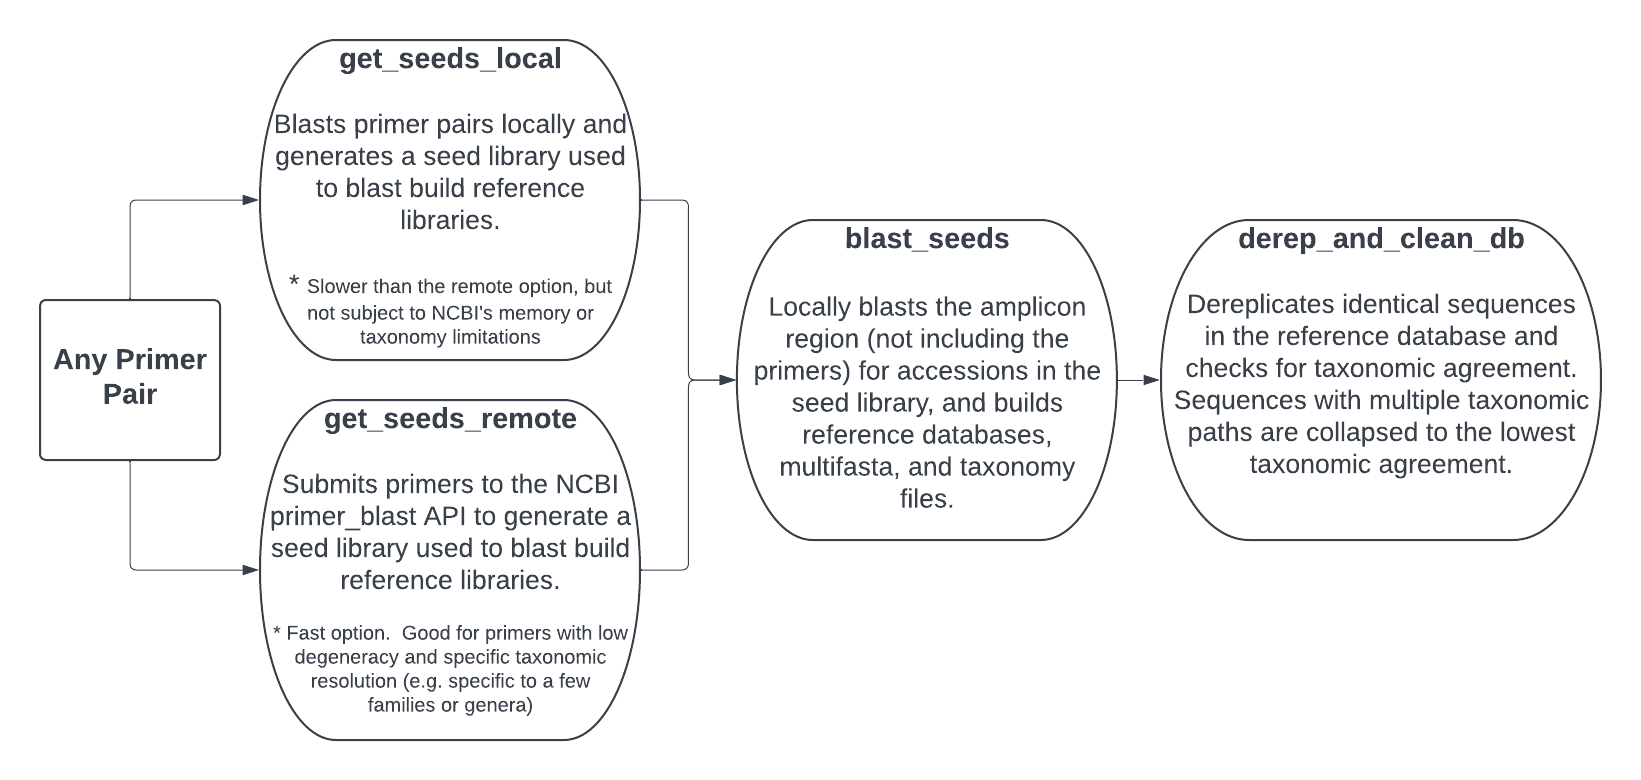 Any Primer
Pair
get_seeds_local
Blasts primer pairs locally and
generates a seed library used
to blast build reference
libraries.
* Slower than the remote option, but
not subject to NCBI's memory or
taxonomy limitations
get_seeds_remote
Submits primers to the NCBI
primer_blast API to generate a
seed library used to blast build
reference libraries.
* Fast option.  Good for primers with low
degeneracy and specific taxonomic
resolution (e.g. specific to a few
families or genera)
blast_seeds
Locally blasts the amplicon
region (not including the
primers) for accessions in the
seed library, and builds
reference databases,
multifasta, and taxonomy
files.
derep_and_clean_db
Dereplicates identical sequences
in the reference database and
checks for taxonomic agreement.
Sequences with multiple taxonomic
paths are collapsed to the lowest
taxonomic agreement.